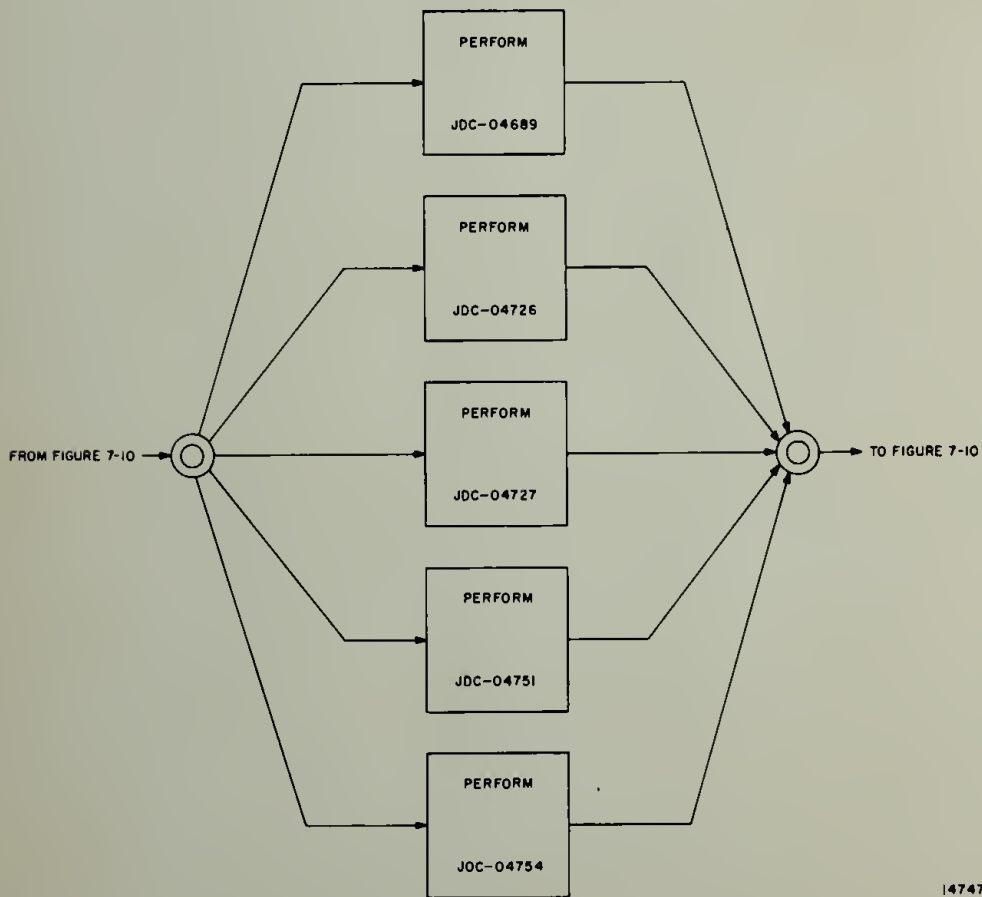 PERFORM
JDC-04689
PERFORM
JDC-04726
FROM FIGURE 7-10
PERFORM
JDC-04727
TO FIGURE 7-10
PERFORM
JDC-04751
PERFORM
JOC-04754
14747